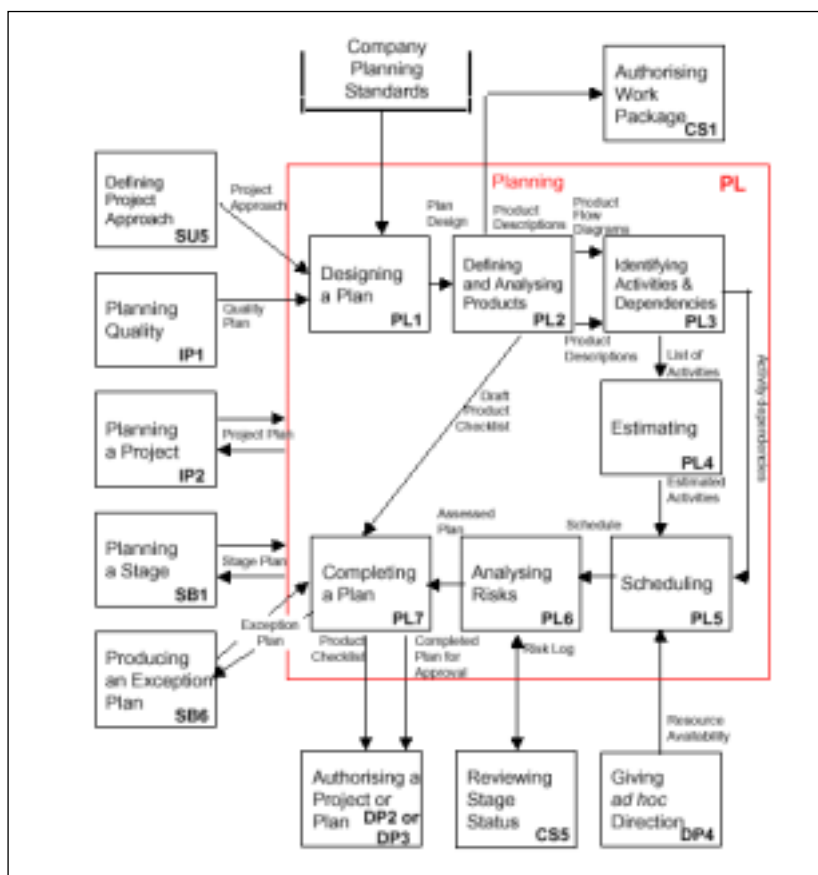 Company
Planning
Standards
Authorising
Work
Package
CS1
Defining
Project
Approach
SU5
Project
Approach
Planning
PL
Plan
Design
Product
Descriptions
Product
Flow
Diagrams
Designing
a Plan
PL1
Defining
and Analysing
Products
PL2
Identifying
Activities &
Dependencies
PL3
Planning
Quality
IP1
Quality
Plan
Product
Descriptions
List of
Activities
Activity dependencies
Draft
Product
Checklist
Planning
a Project
IP2
Project Plan
Estimating
PL4
Estimated
Activities
Planning
a Stage
SB1
Stage Plan
Assessed
Plan
Schedule
Completing
a Plan
PL7
Analysing
Risks
PL6
Scheduling
PL5
Producing
an Exception
Plan
SB6
Exception
Plan
Product
Checklist
Completed
Plan for
Approval
Risk Log
Resource
Availability
Authorising a
Project or
Plan DP2 or
DP3
Reviewing
Stage
Status
CS5
Giving
ad hoc
Direction
DP4